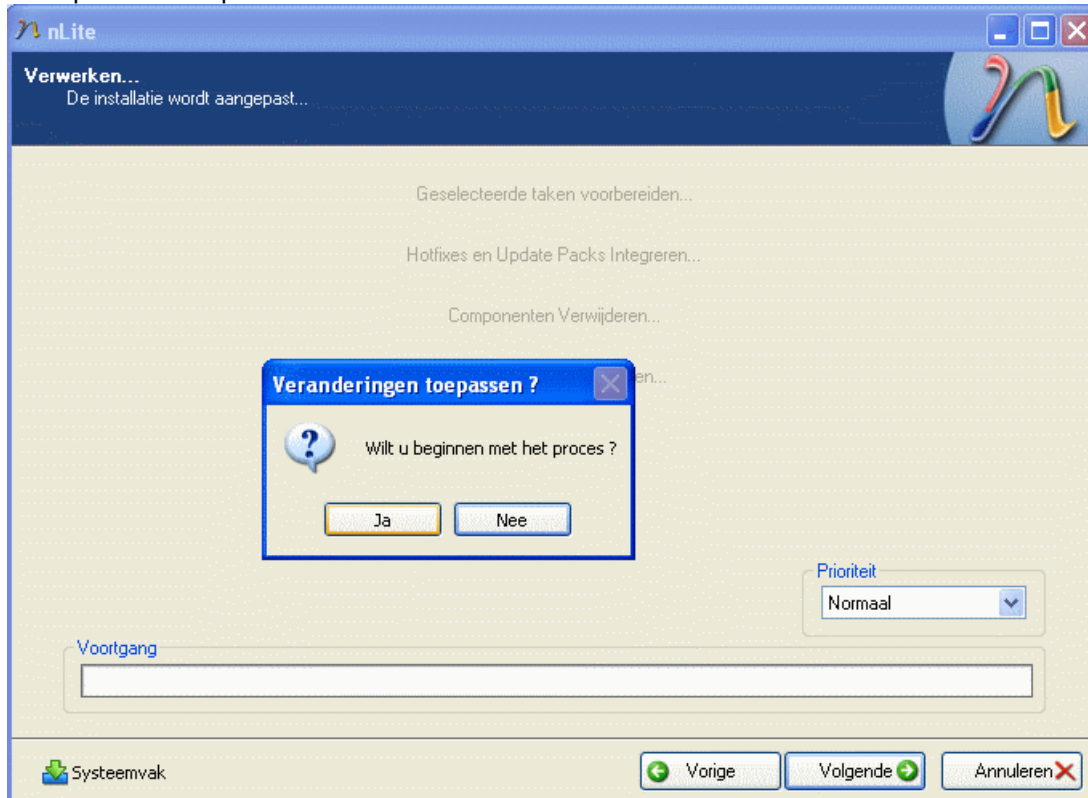 nLite
Verwerken...
De installatie wordt aangepast...
Geselecteerde taken voorbereiden...
Hotfixes en Update Packs Integreren...
Componenten Verwijderen...
en...
Veranderingen toepassen ?
Wilt u beginnen met het proces ?
Ja
Nee
Prioriteit
Normaal
Voortgang
Systeemvak
Vorige
Volgende
Annuleren